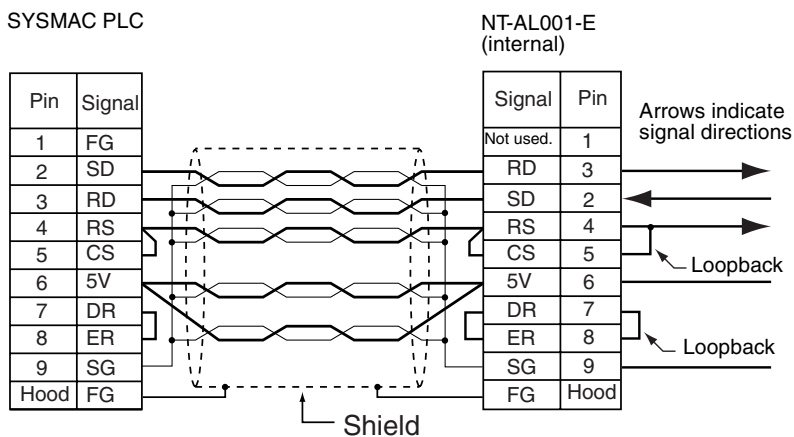 SYSMAC PLC
NT-AL001-E
(internal)
Pin Signal
1 FG
2 SD
3 RD
4 RS
5 CS
6 5V
7 DR
8 ER
9 SG
Hood FG
Signal Pin
Not used. 1
RD 3
SD 2
RS 4
CS 5
5V 6
DR 7
ER 8
SG 9
FG Hood
Arrows indicate
signal directions
Loopback
Loopback
Shield